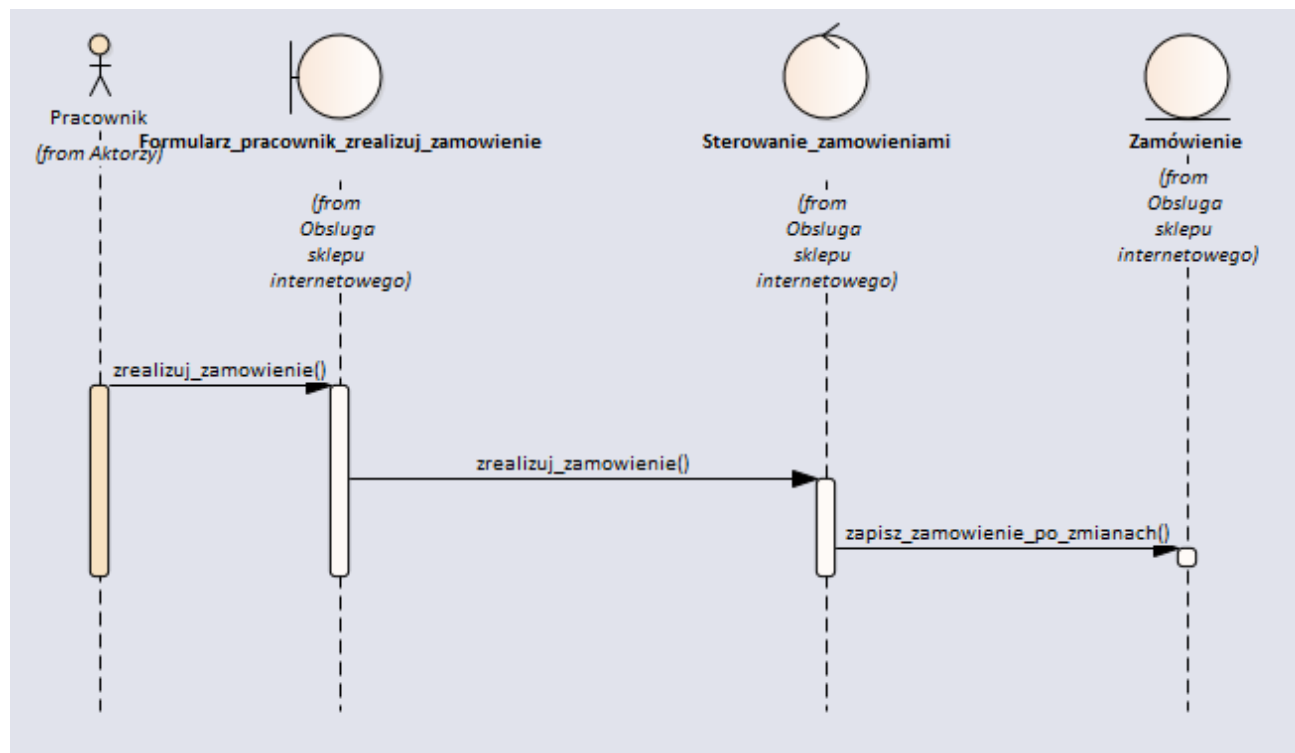 Pracownik
(from Aktorzy)
Formularz_pracownik_zrealizuj_zamowienie
(from
Obsluga
sklepu
internetowego)
Sterowanie_zamowieniami
(from
Obsluga
sklepu
internetowego)
Zamówienie
(from
Obsluga
sklepu
internetowego)
zrealizuj_zamowienie()
zrealizuj_zamowienie()
zapisz_zamowienie_po_zmianach()